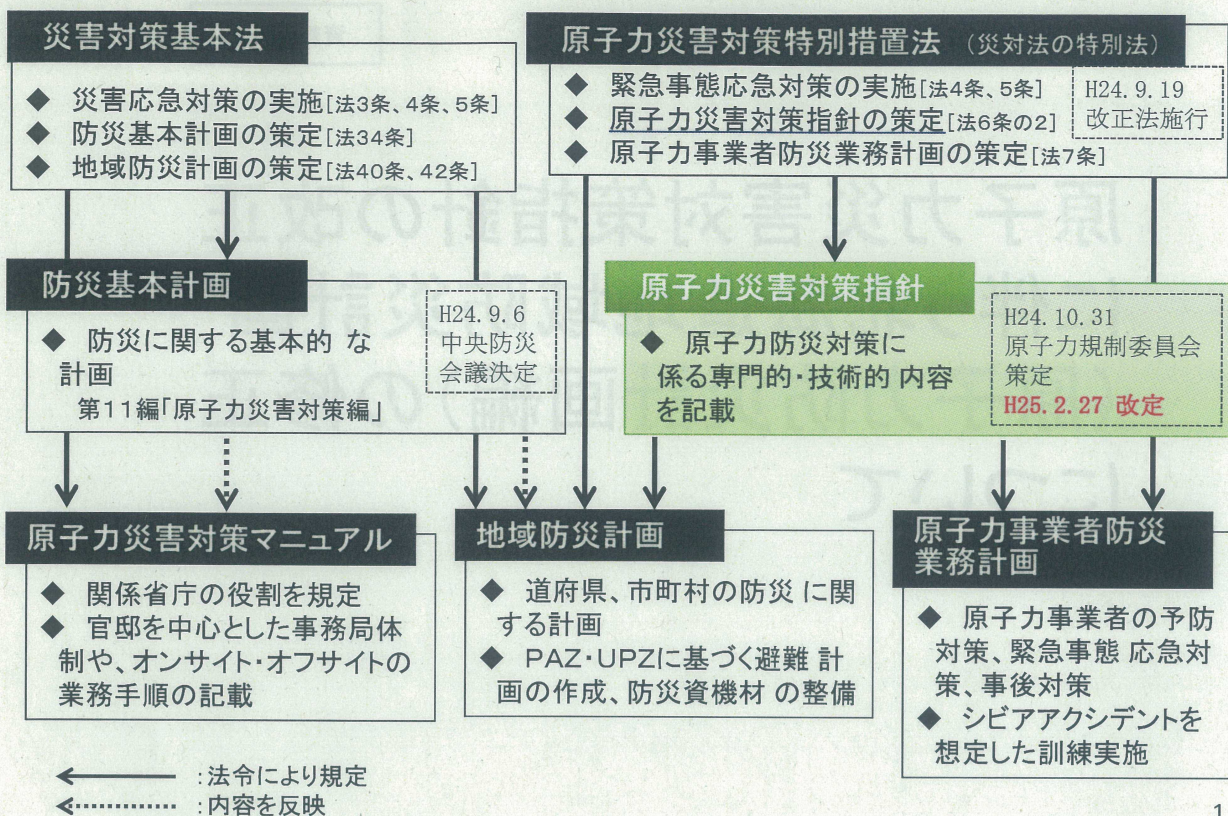 災害対策基本法
◆ 災害応急対策の実施[法3条、4条、5条]
◆ 防災基本計画の策定[法34条]
◆ 地域防災計画の策定[法40条、42条]
原子力災害対策特別措置法 (災対法の特別法)
◆ 緊急事態応急対策の実施[法4条、5条]
◆ 原子力災害対策指針の策定[法6条の2]
◆ 原子力事業者防災業務計画の策定[法7条]
H24.9.19
改正法施行
防災基本計画
◆ 防災に関する基本的 な
計画
第11編「原子力災害対策編」
H24.9.6
中央防災
会議決定
原子力災害対策指針
◆ 原子力防災対策に
係る専門的・技術的 内容
を記載
H24.10.31
原子力規制委員会
策定
H25.2.27 改定
原子力災害対策マニュアル
◆ 関係省庁の役割を規定
◆ 官邸を中心とした事務局体
制や、オンサイト・オフサイトの
業務手順の記載
地域防災計画
◆ 道府県、市町村の防災 に関
する計画
◆ PAZ・UPZに基づく避難 計
画の作成、防災資機材 の整備
原子力事業者防災
業務計画
◆ 原子力事業者の予防
対策、緊急事態 応急対
策、事後対策
◆ シビアアクシデントを
想定した訓練実施
:法令により規定
:内容を反映
1